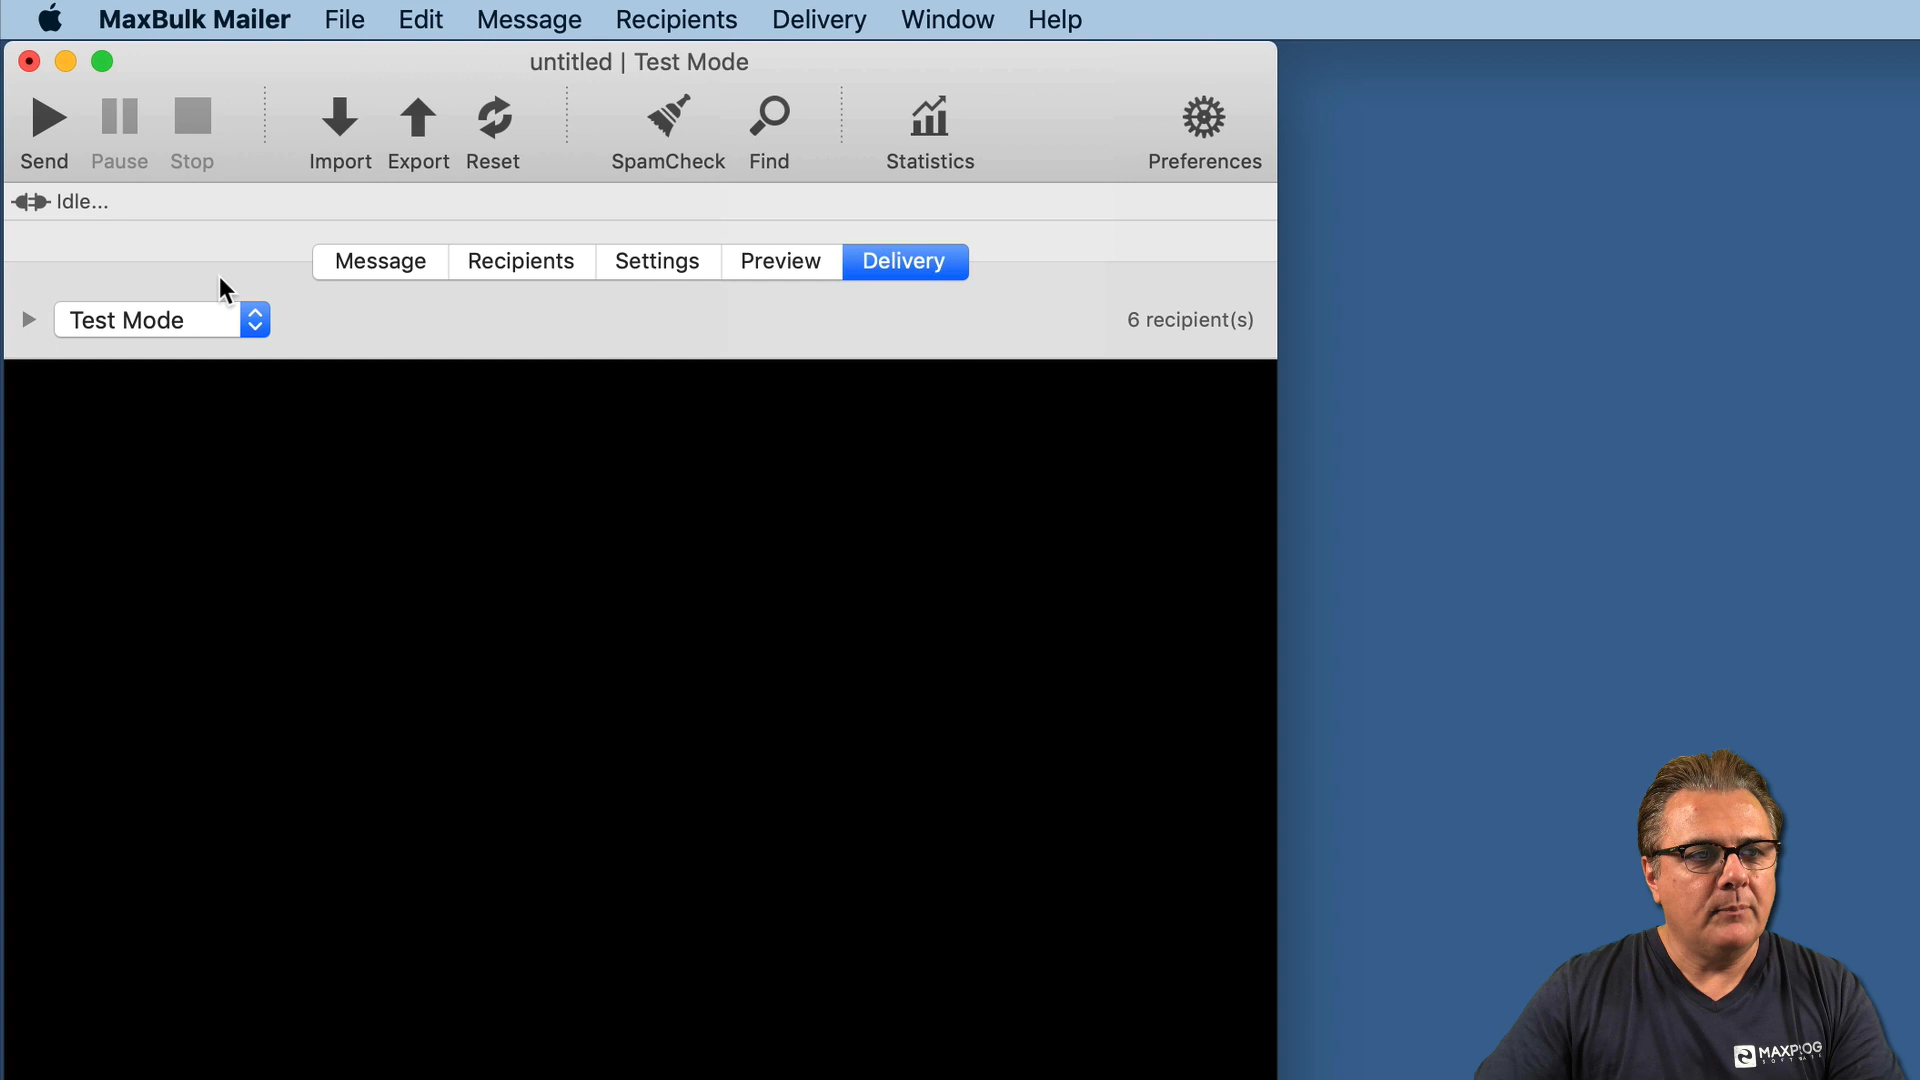 MaxBulk Mailer File Edit Message Recipients Delivery Window Help
untitled | Test Mode
Send Pause Stop Import Export Reset SpamCheck Find Statistics Preferences
Idle...
Message Recipients Settings Preview Delivery
Test Mode 6 recipient(s)
MAXPROG
SOFTWARE